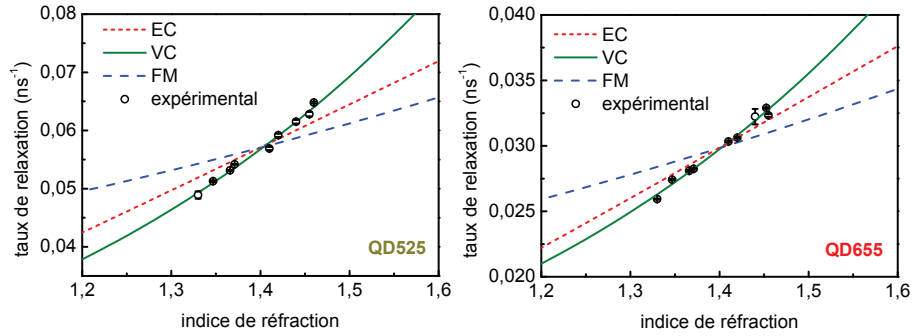 0,08
0,07
0,06
0,05
0,04
taux de relaxation (ns⁻¹)
EC
VC
FM
expérimental
QD525
1,2 1,3 1,4 1,5 1,6
indice de réfraction
0,040
0,035
0,030
0,025
0,020
taux de relaxation (ns⁻¹)
EC
VC
FM
expérimental
QD655
1,2 1,3 1,4 1,5 1,6
indice de réfraction